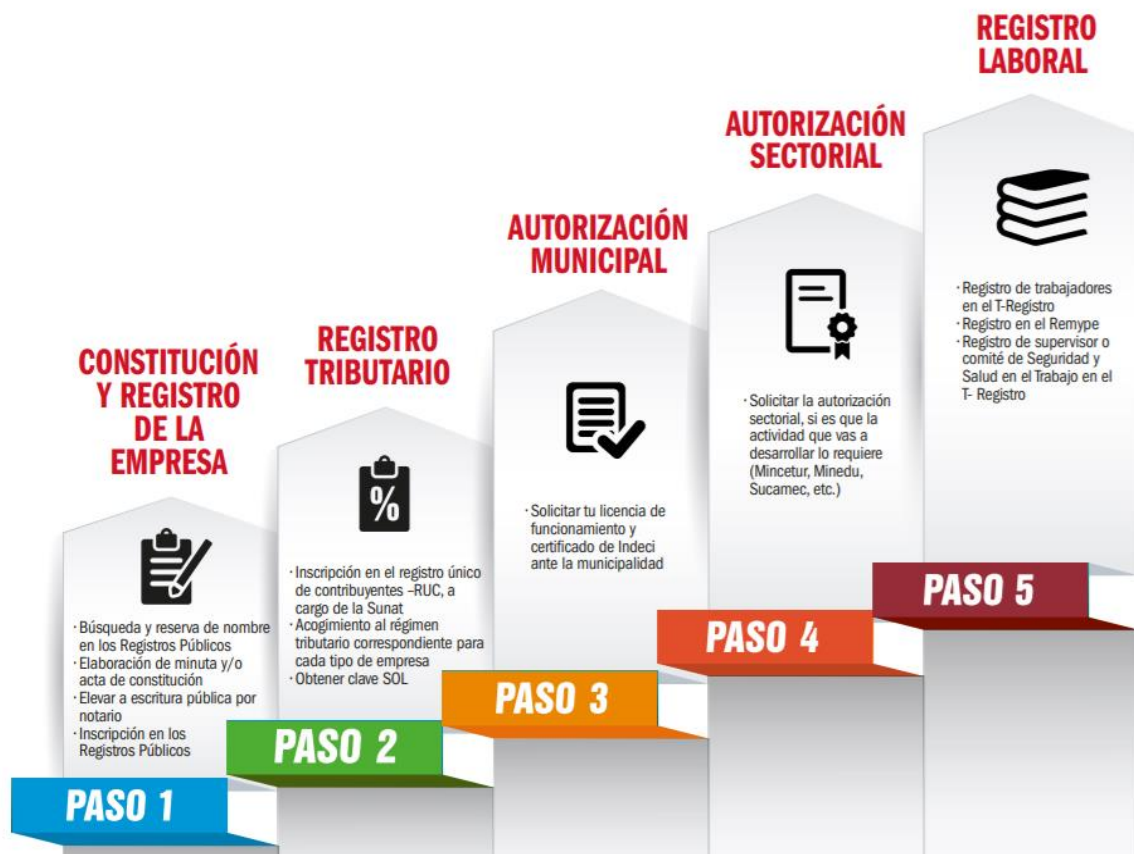 CONSTITUCIÓN
Y REGISTRO
DE LA
EMPRESA
· Búsqueda y reserva de nombre
en los Registros Públicos
· Elaboración de minuta y/o
acta de constitución
· Elevar a escritura pública por
notario
· Inscripción en los
Registros Públicos
PASO 1
REGISTRO
TRIBUTARIO
%
· Inscripción en el registro único
de contribuyentes –RUC, a
cargo de la Sunat
· Acogimiento al régimen
tributario correspondiente para
cada tipo de empresa
· Obtener clave SOL
PASO 2
AUTORIZACIÓN
MUNICIPAL
· Solicitar tu licencia de
funcionamiento y
certificado de Indeci
ante la municipalidad
PASO 3
AUTORIZACIÓN
SECTORIAL
· Solicitar la autorización
sectorial, si es que la
actividad que vas a
desarrollar lo requiere
(Mincetur, Minedu,
Sucamec, etc.)
PASO 4
REGISTRO
LABORAL
· Registro de trabajadores
en el T-Registro
· Registro en el Remype
· Registro de supervisor o
comité de Seguridad y
Salud en el Trabajo en el
T- Registro
PASO 5